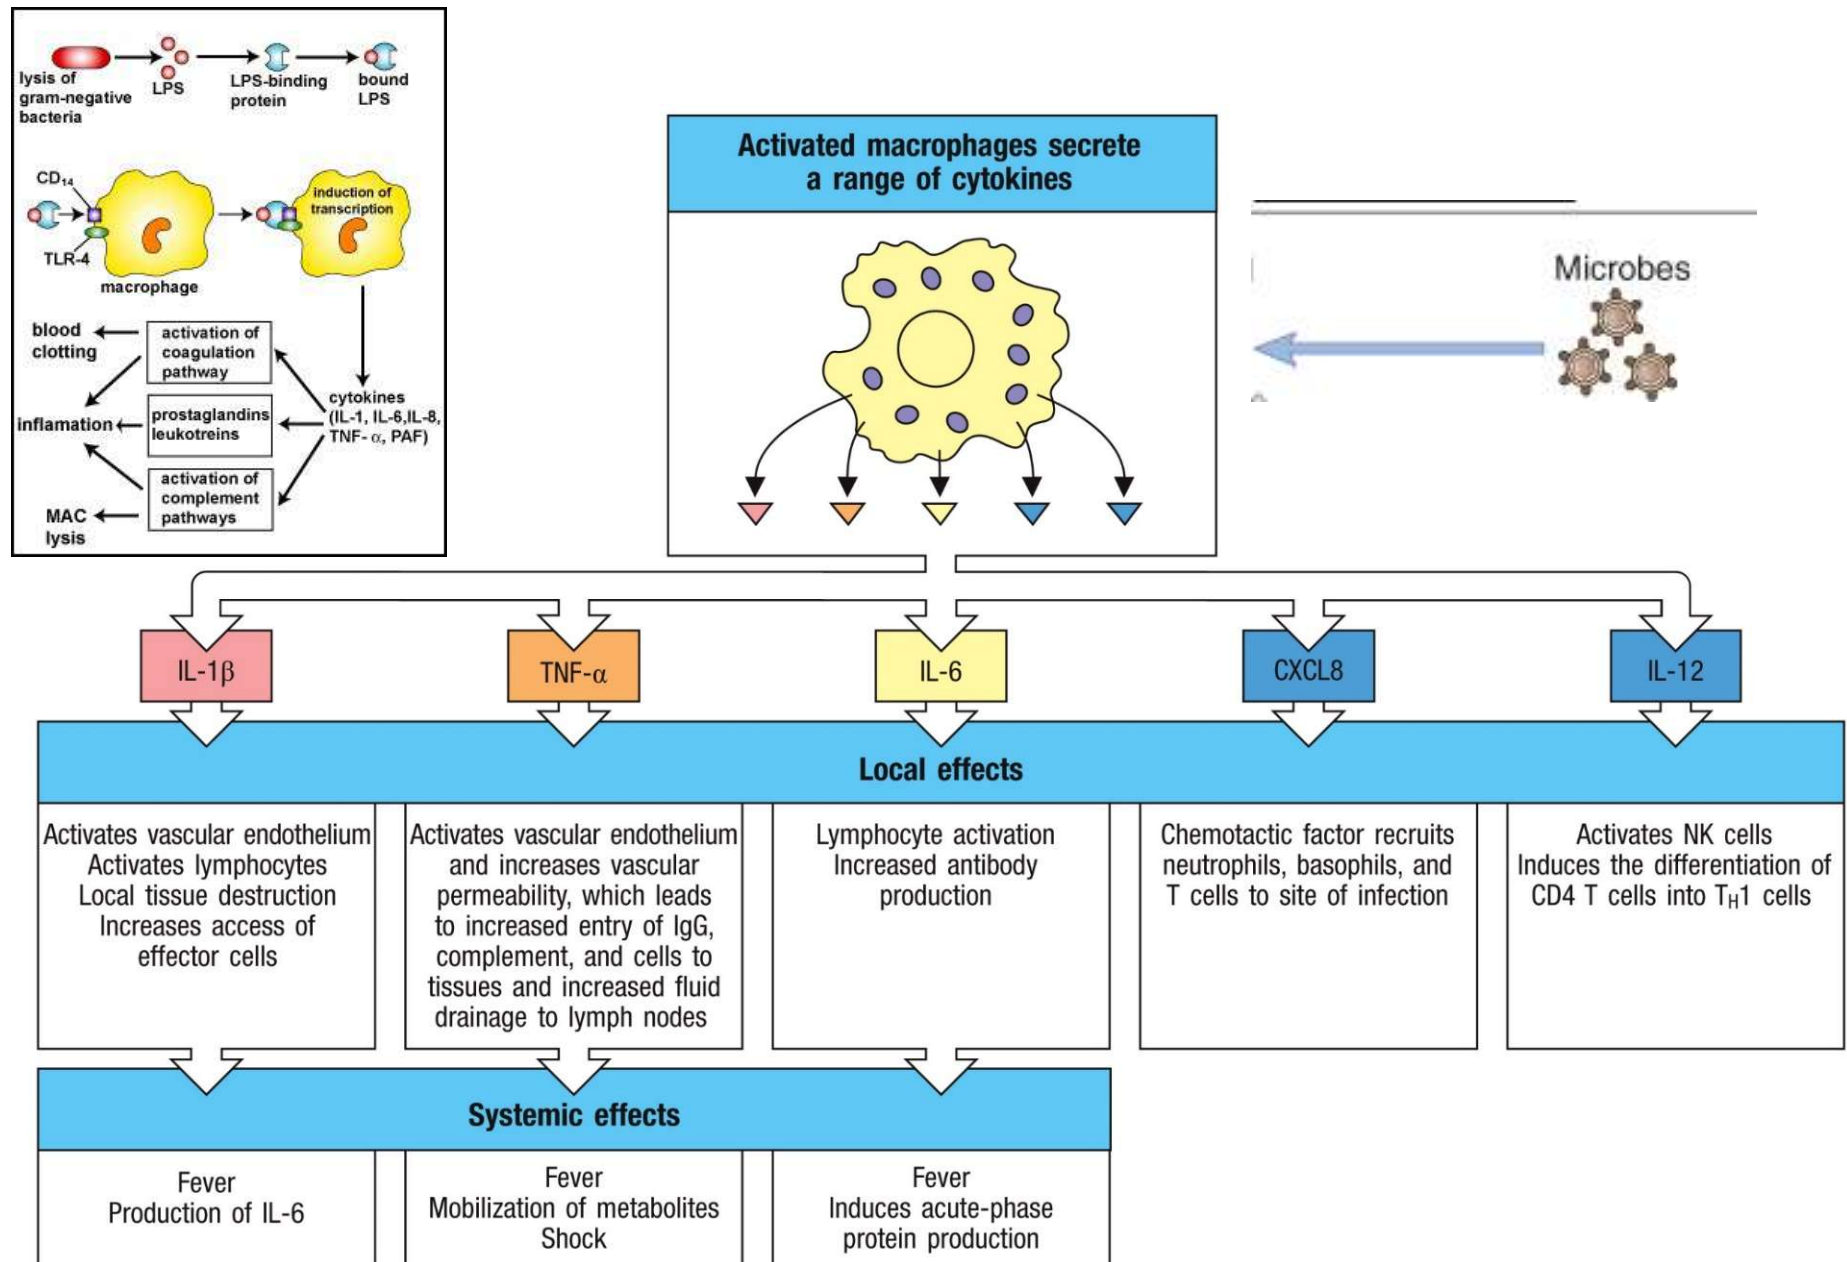 lysis of
gram-negative
bacteria
LPS
LPS-binding
protein
bound
LPS
CD14
TLR-4
macrophage
induction of
transcription
blood
clotting
activation of
coagulation
pathway
inflamation
prostaglandins
leukotreins
cytokines
(IL-1, IL-6,IL-8,
TNF- α, PAF)
activation of
complement
pathways
MAC
lysis
Activated macrophages secrete
a range of cytokines
Microbes
IL-1β
TNF-α
IL-6
CXCL8
IL-12
Local effects
Activates vascular endothelium
Activates lymphocytes
Local tissue destruction
Increases access of
effector cells
Activates vascular endothelium
and increases vascular
permeability, which leads
to increased entry of IgG,
complement, and cells to
tissues and increased fluid
drainage to lymph nodes
Lymphocyte activation
Increased antibody
production
Chemotactic factor recruits
neutrophils, basophils, and
T cells to site of infection
Activates NK cells
Induces the differentiation of
CD4 T cells into TH1 cells
Systemic effects
Fever
Production of IL-6
Fever
Mobilization of metabolites
Shock
Fever
Induces acute-phase
protein production